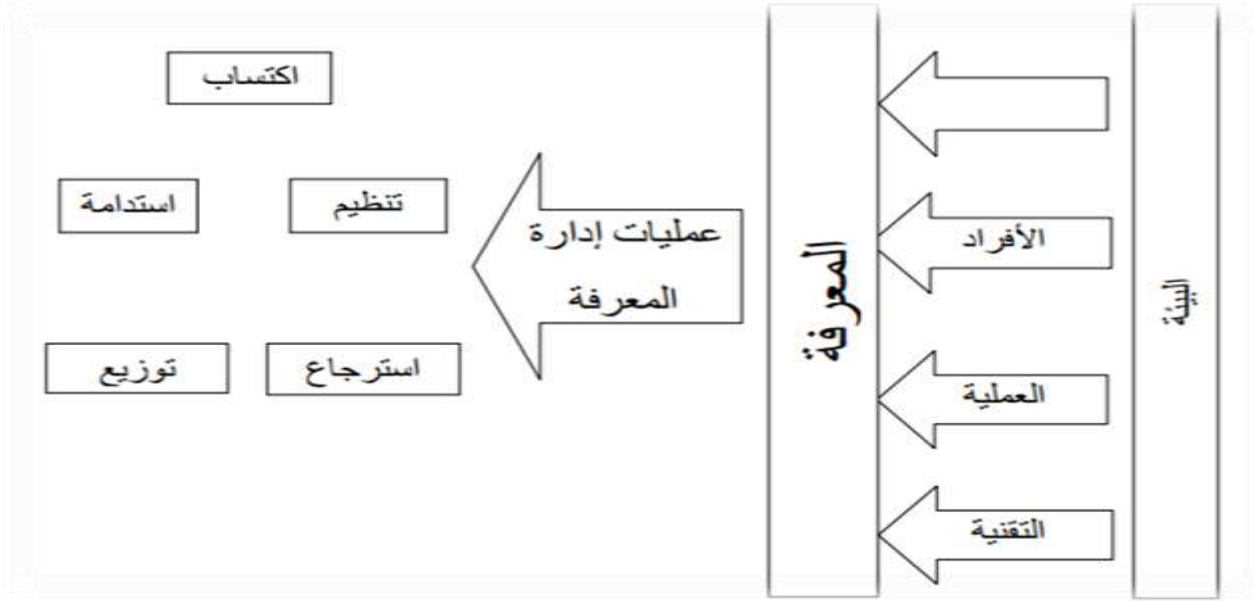 البيئة
الأفراد
العملية
التقنية
المعرفة
عمليات إدارة
المعرفة
اكتساب
تنظيم
استدامة
استرجاع
توزيع